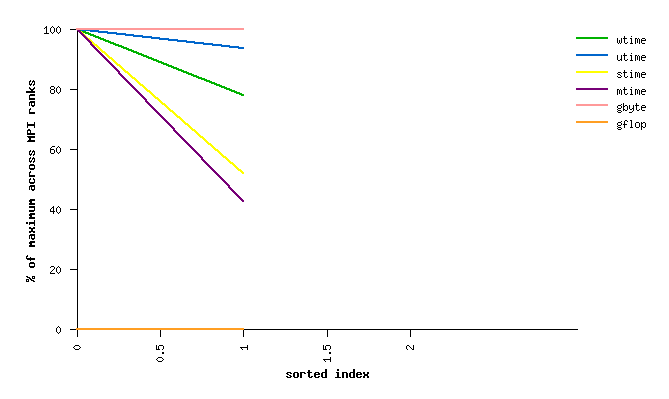 100
80
60
40
20
0
% of maximum across MPI ranks
0
0.5
1
1.5
2
sorted index
wtime
utime
stime
mtime
gbyte
gflop